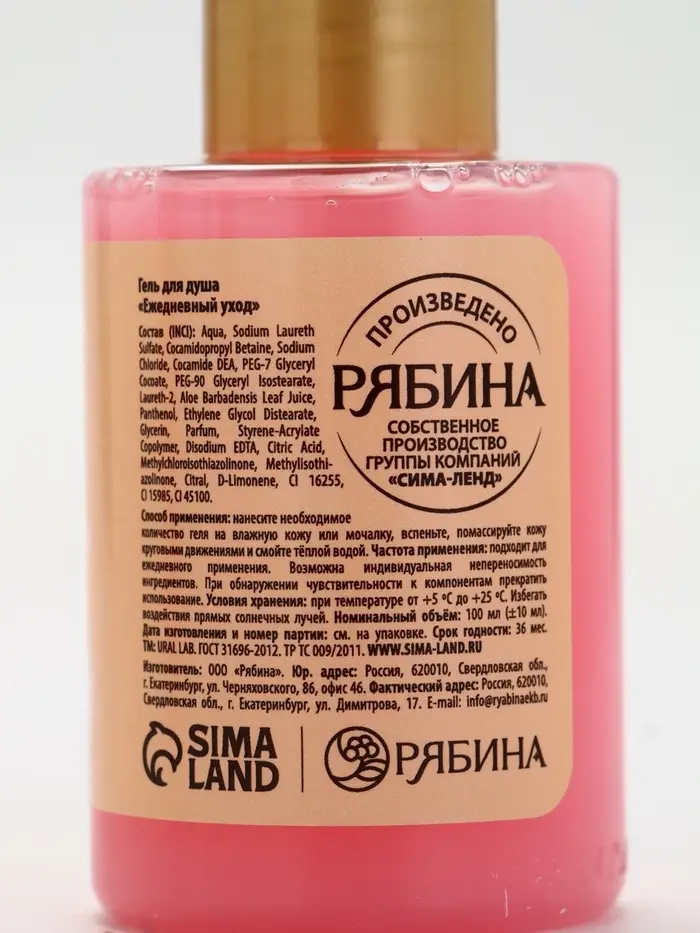 Гель для душа
«Ежедневный уход»
Состав (INCI): Aqua, Sodium Laureth
Sulfate, Cocamidopropyl Betaine, Sodium
Chloride, Cocamide DEA, PEG-7 Glyceryl
Cocoate, PEG-90 Glyceryl Isostearate,
Laureth-2, Aloe Barbadensis Leaf Juice,
Panthenol, Ethylene Glycol Distearate,
Glycerin, Parfum, Styrene-Acrylate
Copolymer, Disodium EDTA, Citric Acid,
Methylchloroisothiazolinone, Methylisothi-
azolinone, Citral, D-Limonene, CI 16255,
CI 15985, CI 45100.
ПРОИЗВЕДЕНО
РЯБИНА
СОБСТВЕННОЕ
ПРОИЗВОДСТВО
ГРУППЫ КОМПАНИЙ
«СИМА-ЛЕНД»
Способ применения: нанесите необходимое
количество геля на влажную кожу или мочалку, вспеньте, помассируйте кожу
круговыми движениями и смойте тёплой водой. Частота применения: подходит для
ежедневного применения. Возможна индивидуальная непереносимость
ингредиентов. При обнаружении чувствительности к компонентам прекратить
использование. Условия хранения: при температуре от +5 °С до +25 °С. Избегать
воздействия прямых солнечных лучей. Номинальный объём: 100 мл (±10 мл).
Дата изготовления и номер партии: см. на упаковке. Срок годности: 36 мес.
TM: URAL LAB. ГОСТ 31696-2012. ТР ТС 009/2011. WWW.SIMA-LAND.RU
Изготовитель: ООО «Рябина». Юр. адрес: Россия, 620010, Свердловская обл.,
г. Екатеринбург, ул. Черняховского, 86, офис 46. Фактический адрес: Россия, 620010,
Свердловская обл., г. Екатеринбург, ул. Димитрова, 17. E-mail: info@ryabinaekb.ru
SIMA
LAND
РЯБИНА